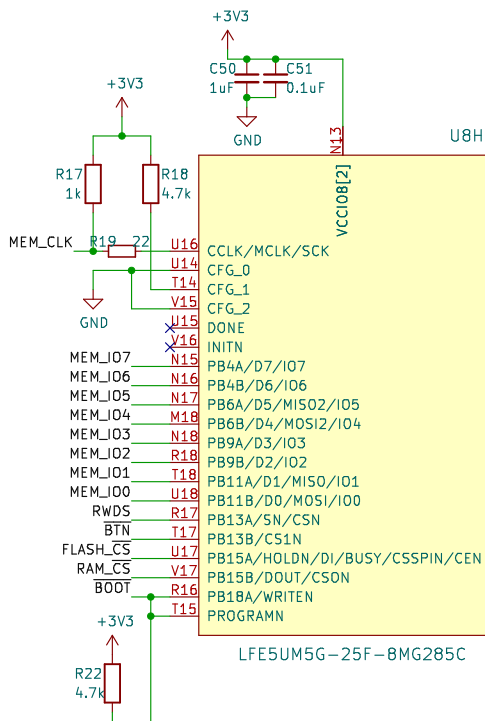 +3V3
C50
C51
1uF
0.1uF
+3V3
GND
N13
U8H
R17
1k
R18
4.7k
VCCIO8[2]
MEM_CLK
R19
22
U16
CCLK/MCLK/SCK
U14
CFG_0
T14
CFG_1
GND
V15
CFG_2
U15
DONE
V16
INITN
MEM_IO7
N15
PB4A/D7/IO7
MEM_IO6
N16
PB4B/D6/IO6
MEM_IO5
N17
PB6A/D5/MISO2/IO5
MEM_IO4
M18
PB6B/D4/MOSI2/IO4
MEM_IO3
N18
PB9A/D3/IO3
MEM_IO2
R18
PB9B/D2/IO2
MEM_IO1
T18
PB11A/D1/MISO/IO1
MEM_IO0
U18
PB11B/D0/MOSI/IO0
RWDS
R17
PB13A/SN/CSN
BTN
T17
PB13B/CS1N
FLASH_CS
U17
PB15A/HOLDN/DI/BUSY/CSSPIN/CEN
RAM_CS
V17
PB15B/DOUT/CSON
BOOT
R16
PB18A/WRITEN
T15
PROGRAMN
+3V3
LFE5UM5G-25F-8MG285C
R22
4.7k